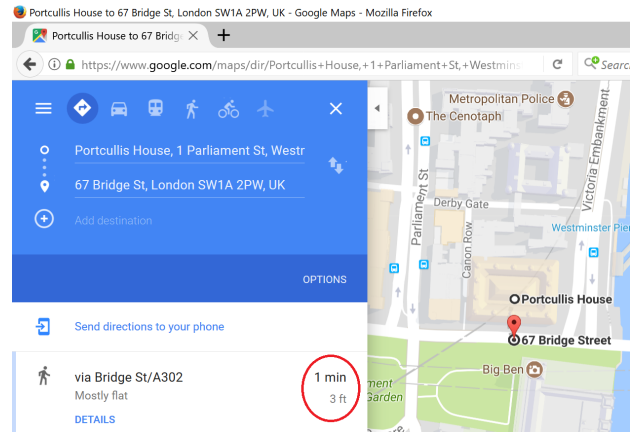 Portcullis House to 67 Bridge St, London SW1A 2PW, UK - Google Maps - Mozilla Firefox
Portcullis House to 67 Bridge
https://www.google.com/maps/dir/Portcullis+House,+1+Parliament+St,+Westmins
Search
Portcullis House, 1 Parliament St, Westr
67 Bridge St, London SW1A 2PW, UK
Add destination
OPTIONS
Send directions to your phone
via Bridge St/A302
1 min
Mostly flat
3 ft
DETAILS
Metropolitan Police
The Cenotaph
Victoria Embankment
Parliament St
Derby Gate
Canon Row
Westminster Pier
Portcullis House
67 Bridge Street
Big Ben
ment
Garden